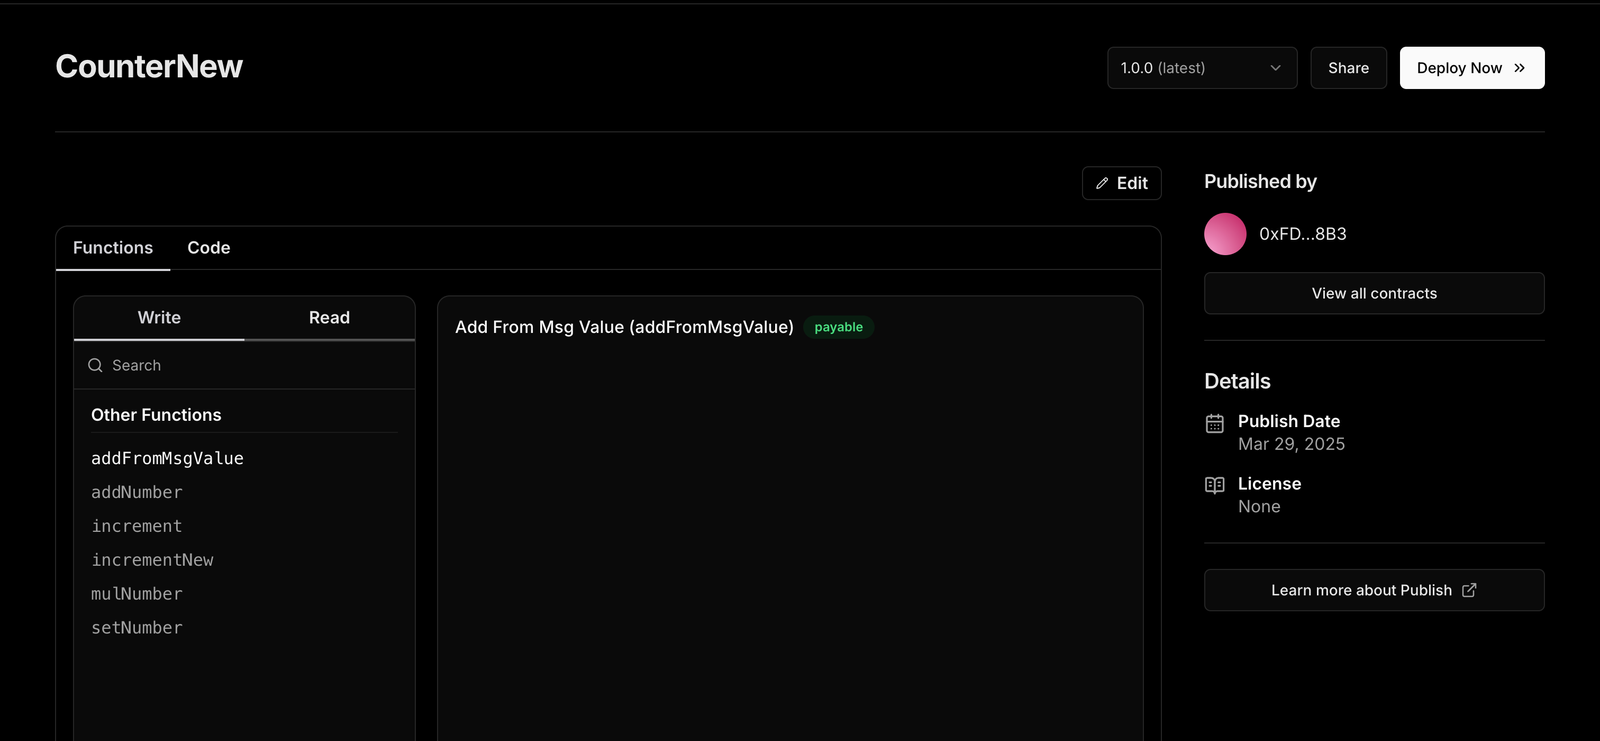 CounterNew
1.0.0 (latest)
Share
Deploy Now
Edit
Functions
Code
Write
Read
Search
Other Functions
addFromMsgValue
addNumber
increment
incrementNew
mulNumber
setNumber
Add From Msg Value (addFromMsgValue)
payable
Published by
0xFD...8B3
View all contracts
Details
Publish Date
Mar 29, 2025
License
None
Learn more about Publish